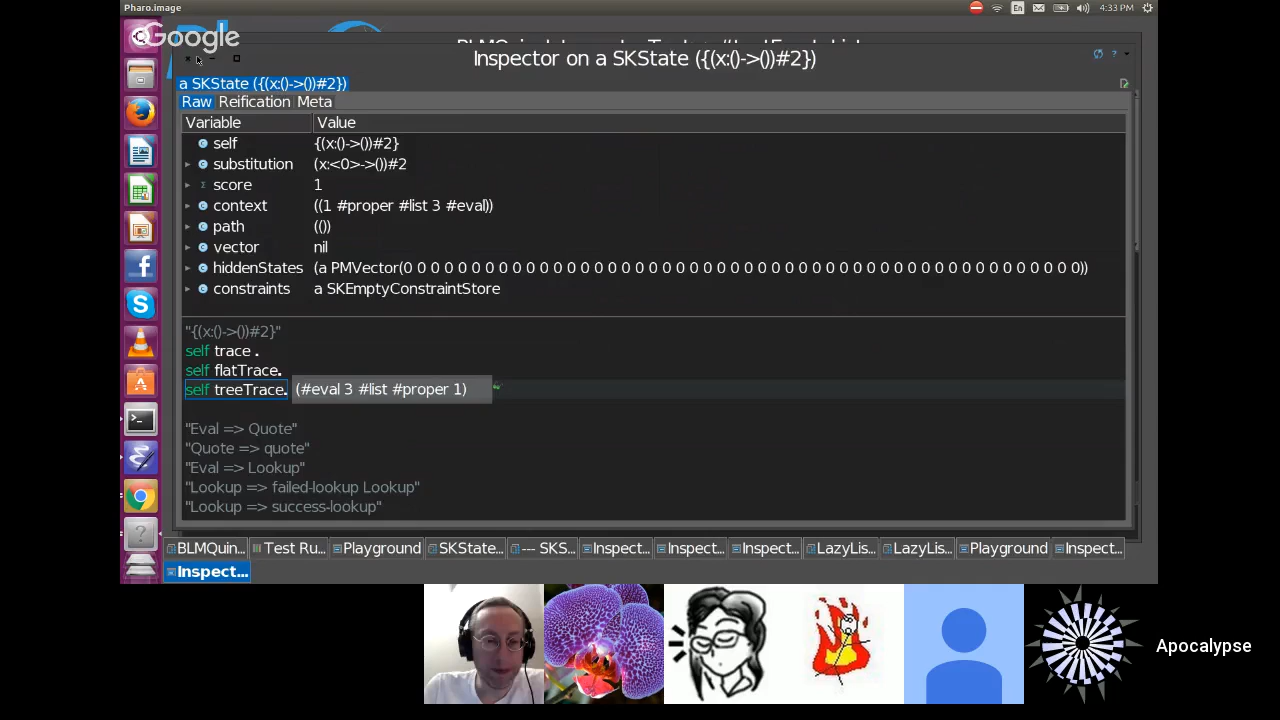 Pharo.image
En
4:33 PM
Google
Inspector on a SKState ({(x:()->())#2})
?
a SKState ({(x:()->())#2})
Raw Reification Meta
Variable Value
self {(x:()->())#2}
substitution (x:<0>->())#2
score 1
context ((1 #proper #list 3 #eval))
path (())
vector nil
hiddenStates (a PMVector((0 0 0 0 0 0 0 0 0 0 0 0 0 0 0 0 0 0 0 0 0 0 0 0 0 0 0 0 0 0 0 0 0 0 0 0 0 0 0 0 0 0 0 0 0 0 0 0 0 0))
constraints a SKEmptyConstraintStore
"{(x:()->())#2}"
self trace .
self flatTrace.
self treeTrace. (#eval 3 #list #proper 1)
"Eval => Quote"
"Quote => quote"
"Eval => Lookup"
"Lookup => failed-lookup Lookup"
"Lookup => success-lookup"
BLMQuin... Test Ru... Playground SKState... --- SKS... Inspect... Inspect... Inspect... LazyLis... LazyLis... Playground Inspect...
Inspect...
Apocalypse